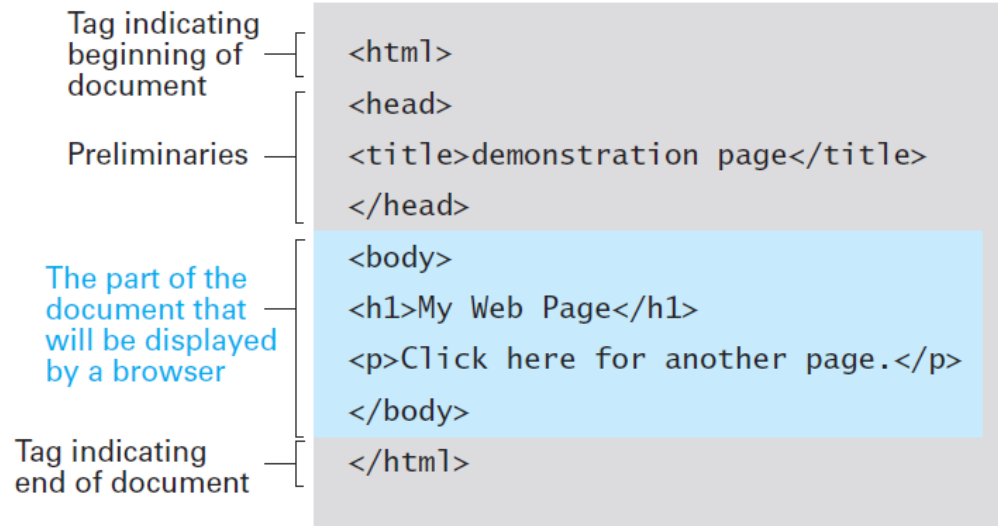 Tag indicating
beginning of
document
<html>
Preliminaries
<head>
<title>demonstration page</title>
</head>
The part of the
document that
will be displayed
by a browser
<body>
<h1>My Web Page</h1>
<p>Click here for another page.</p>
</body>
Tag indicating
end of document
</html>